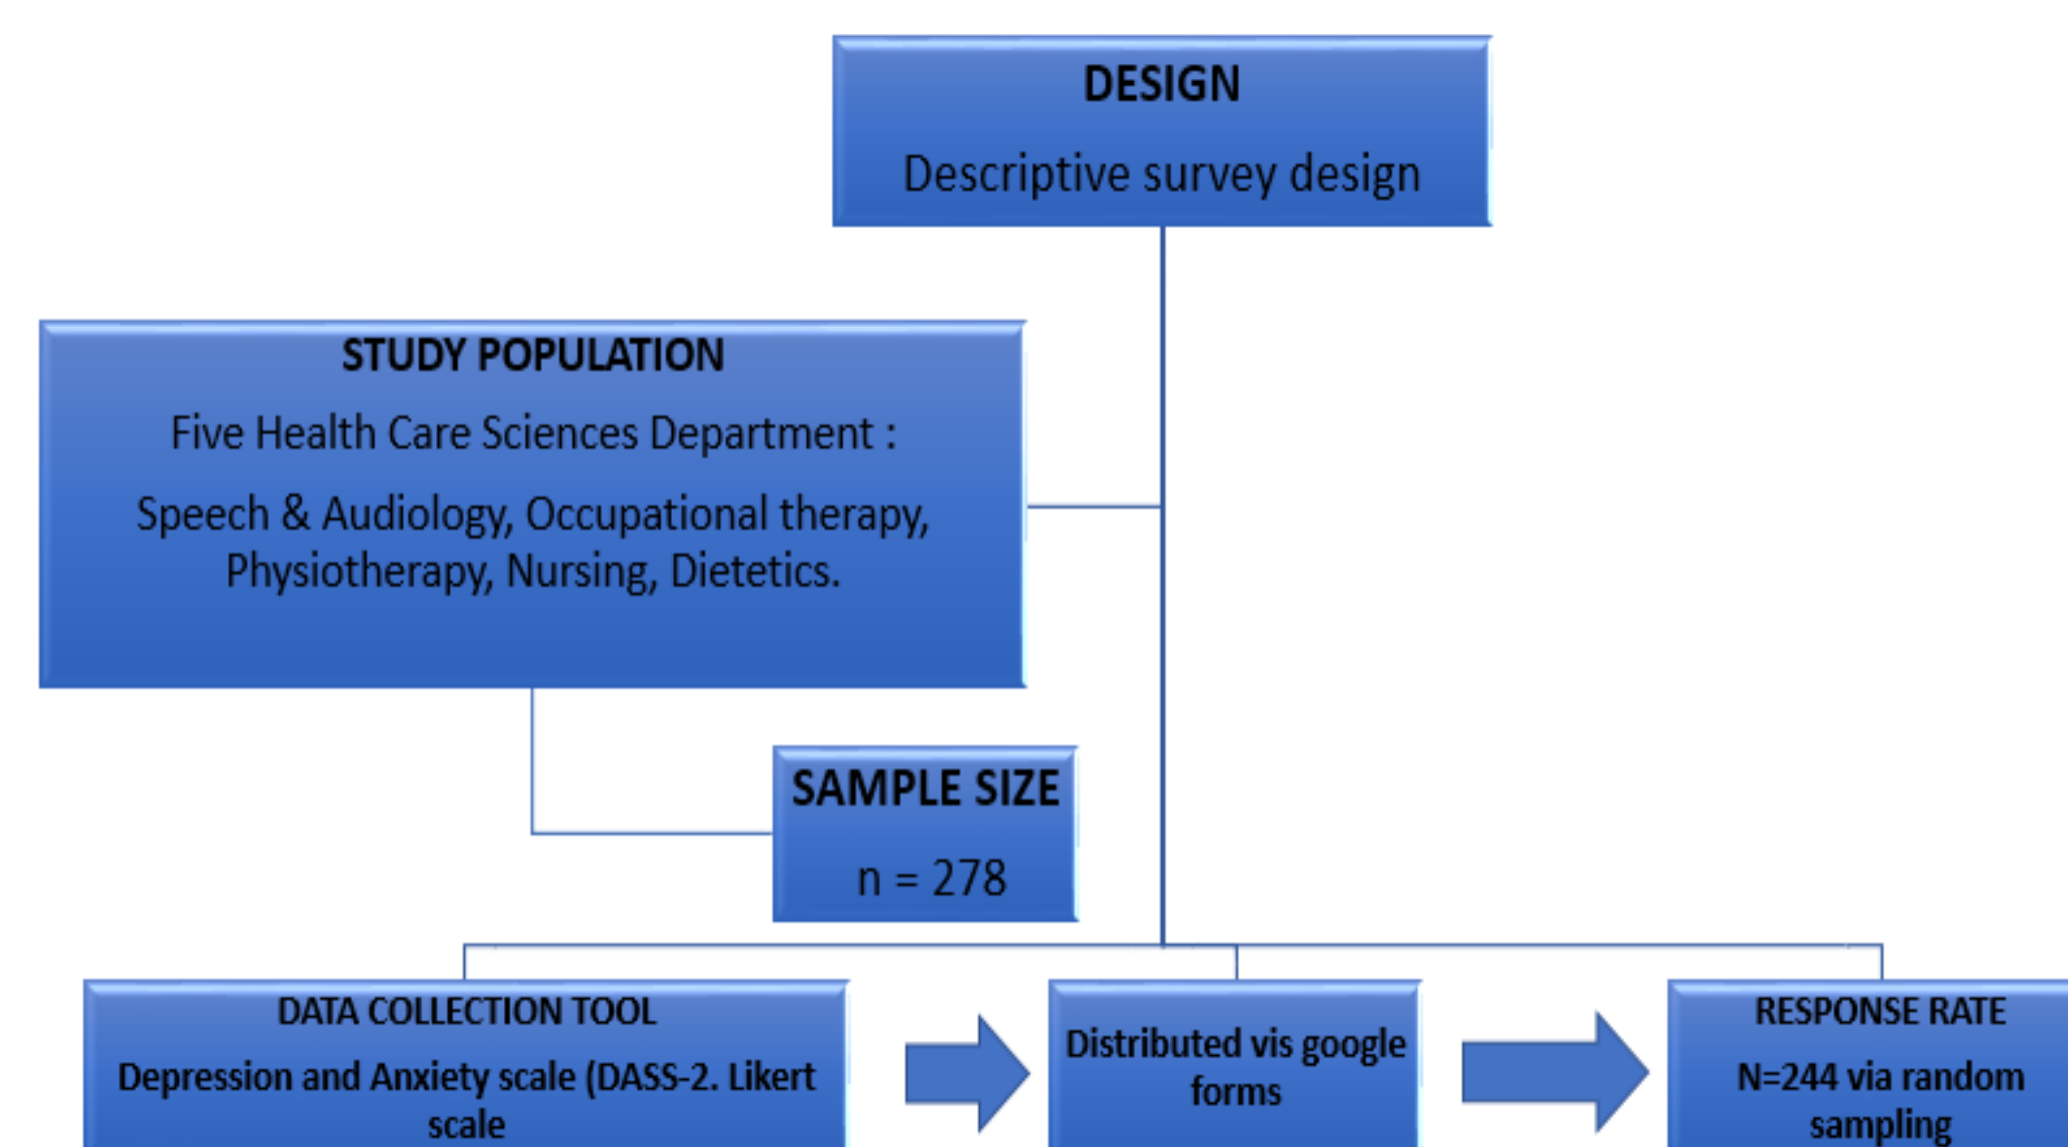 DESIGN
Descriptive survey design
STUDY POPULATION
Five Health Care Sciences Department :
Speech & Audiology, Occupational therapy,
Physiotherapy, Nursing, Dietetics.
SAMPLE SIZE
n = 278
DATA COLLECTION TOOL
Depression and Anxiety scale (DASS-2. Likert
scale
Distributed vis google
forms
RESPONSE RATE
N=244 via random
sampling